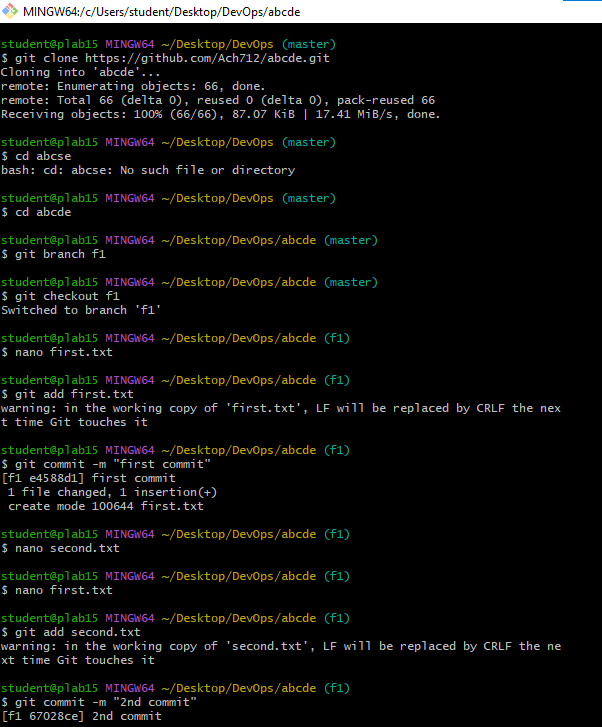 MINGW64:/c/Users/student/Desktop/DevOps/abcde
student@plab15 MINGW64 ~/Desktop/DevOps (master)
$ git clone https://github.com/Ach712/abcde.git
Cloning into 'abcde'...
remote: Enumerating objects: 66, done.
remote: Total 66 (delta 0), reused 0 (delta 0), pack-reused 66
Receiving objects: 100% (66/66), 87.07 KiB | 17.41 MiB/s, done.
student@plab15 MINGW64 ~/Desktop/DevOps (master)
$ cd abcse
bash: cd: abcse: No such file or directory
student@plab15 MINGW64 ~/Desktop/DevOps (master)
$ cd abcde
student@plab15 MINGW64 ~/Desktop/DevOps/abcde (master)
$ git branch f1
student@plab15 MINGW64 ~/Desktop/DevOps/abcde (master)
$ git checkout f1
Switched to branch 'f1'
student@plab15 MINGW64 ~/Desktop/DevOps/abcde (f1)
$ nano first.txt
student@plab15 MINGW64 ~/Desktop/DevOps/abcde (f1)
$ git add first.txt
warning: in the working copy of 'first.txt', LF will be replaced by CRLF the nex
t time Git touches it
student@plab15 MINGW64 ~/Desktop/DevOps/abcde (f1)
$ git commit -m "first commit"
[f1 e4588d1] first commit
1 file changed, 1 insertion(+)
create mode 100644 first.txt
student@plab15 MINGW64 ~/Desktop/DevOps/abcde (f1)
$ nano second.txt
student@plab15 MINGW64 ~/Desktop/DevOps/abcde (f1)
$ nano first.txt
student@plab15 MINGW64 ~/Desktop/DevOps/abcde (f1)
$ git add second.txt
warning: in the working copy of 'second.txt', LF will be replaced by CRLF the ne
xt time Git touches it
student@plab15 MINGW64 ~/Desktop/DevOps/abcde (f1)
$ git commit -m "2nd commit"
[f1 67028ce] 2nd commit